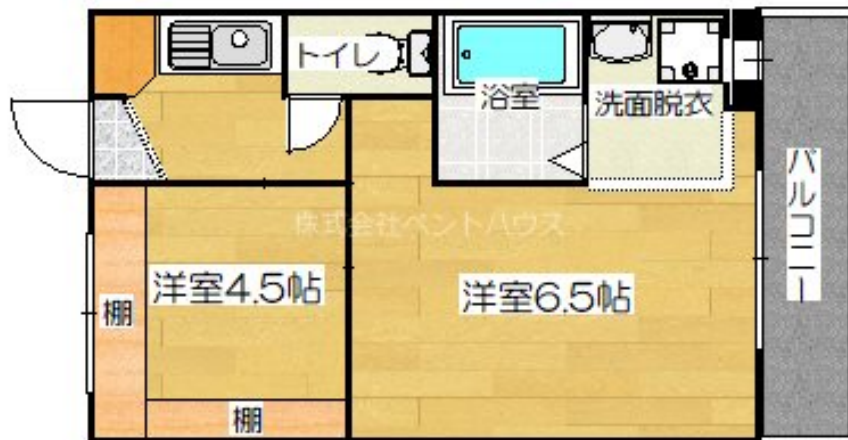 トイレ
浴室
洗面脱衣
バルコニー
株式会社ペントハウス
洋室4.5帖
洋室6.5帖
棚
棚